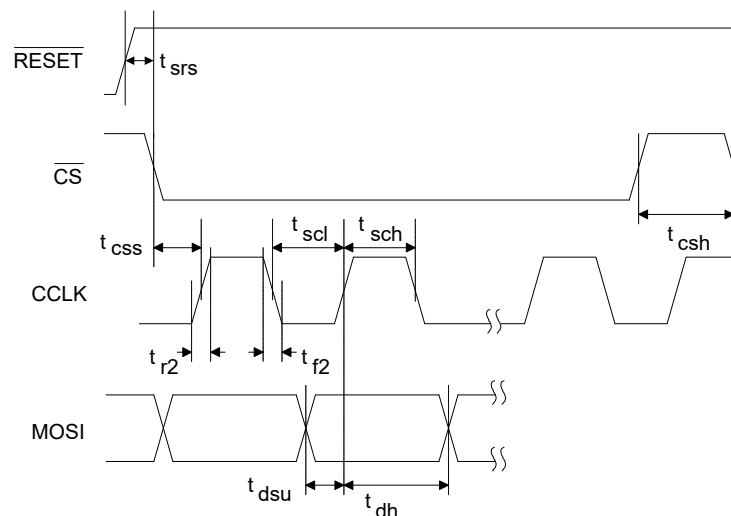 RESET
t srs
CS
t css
t scl
t sch
t csh
CCLK
t r2
t f2
MOSI
t dsu
t dh